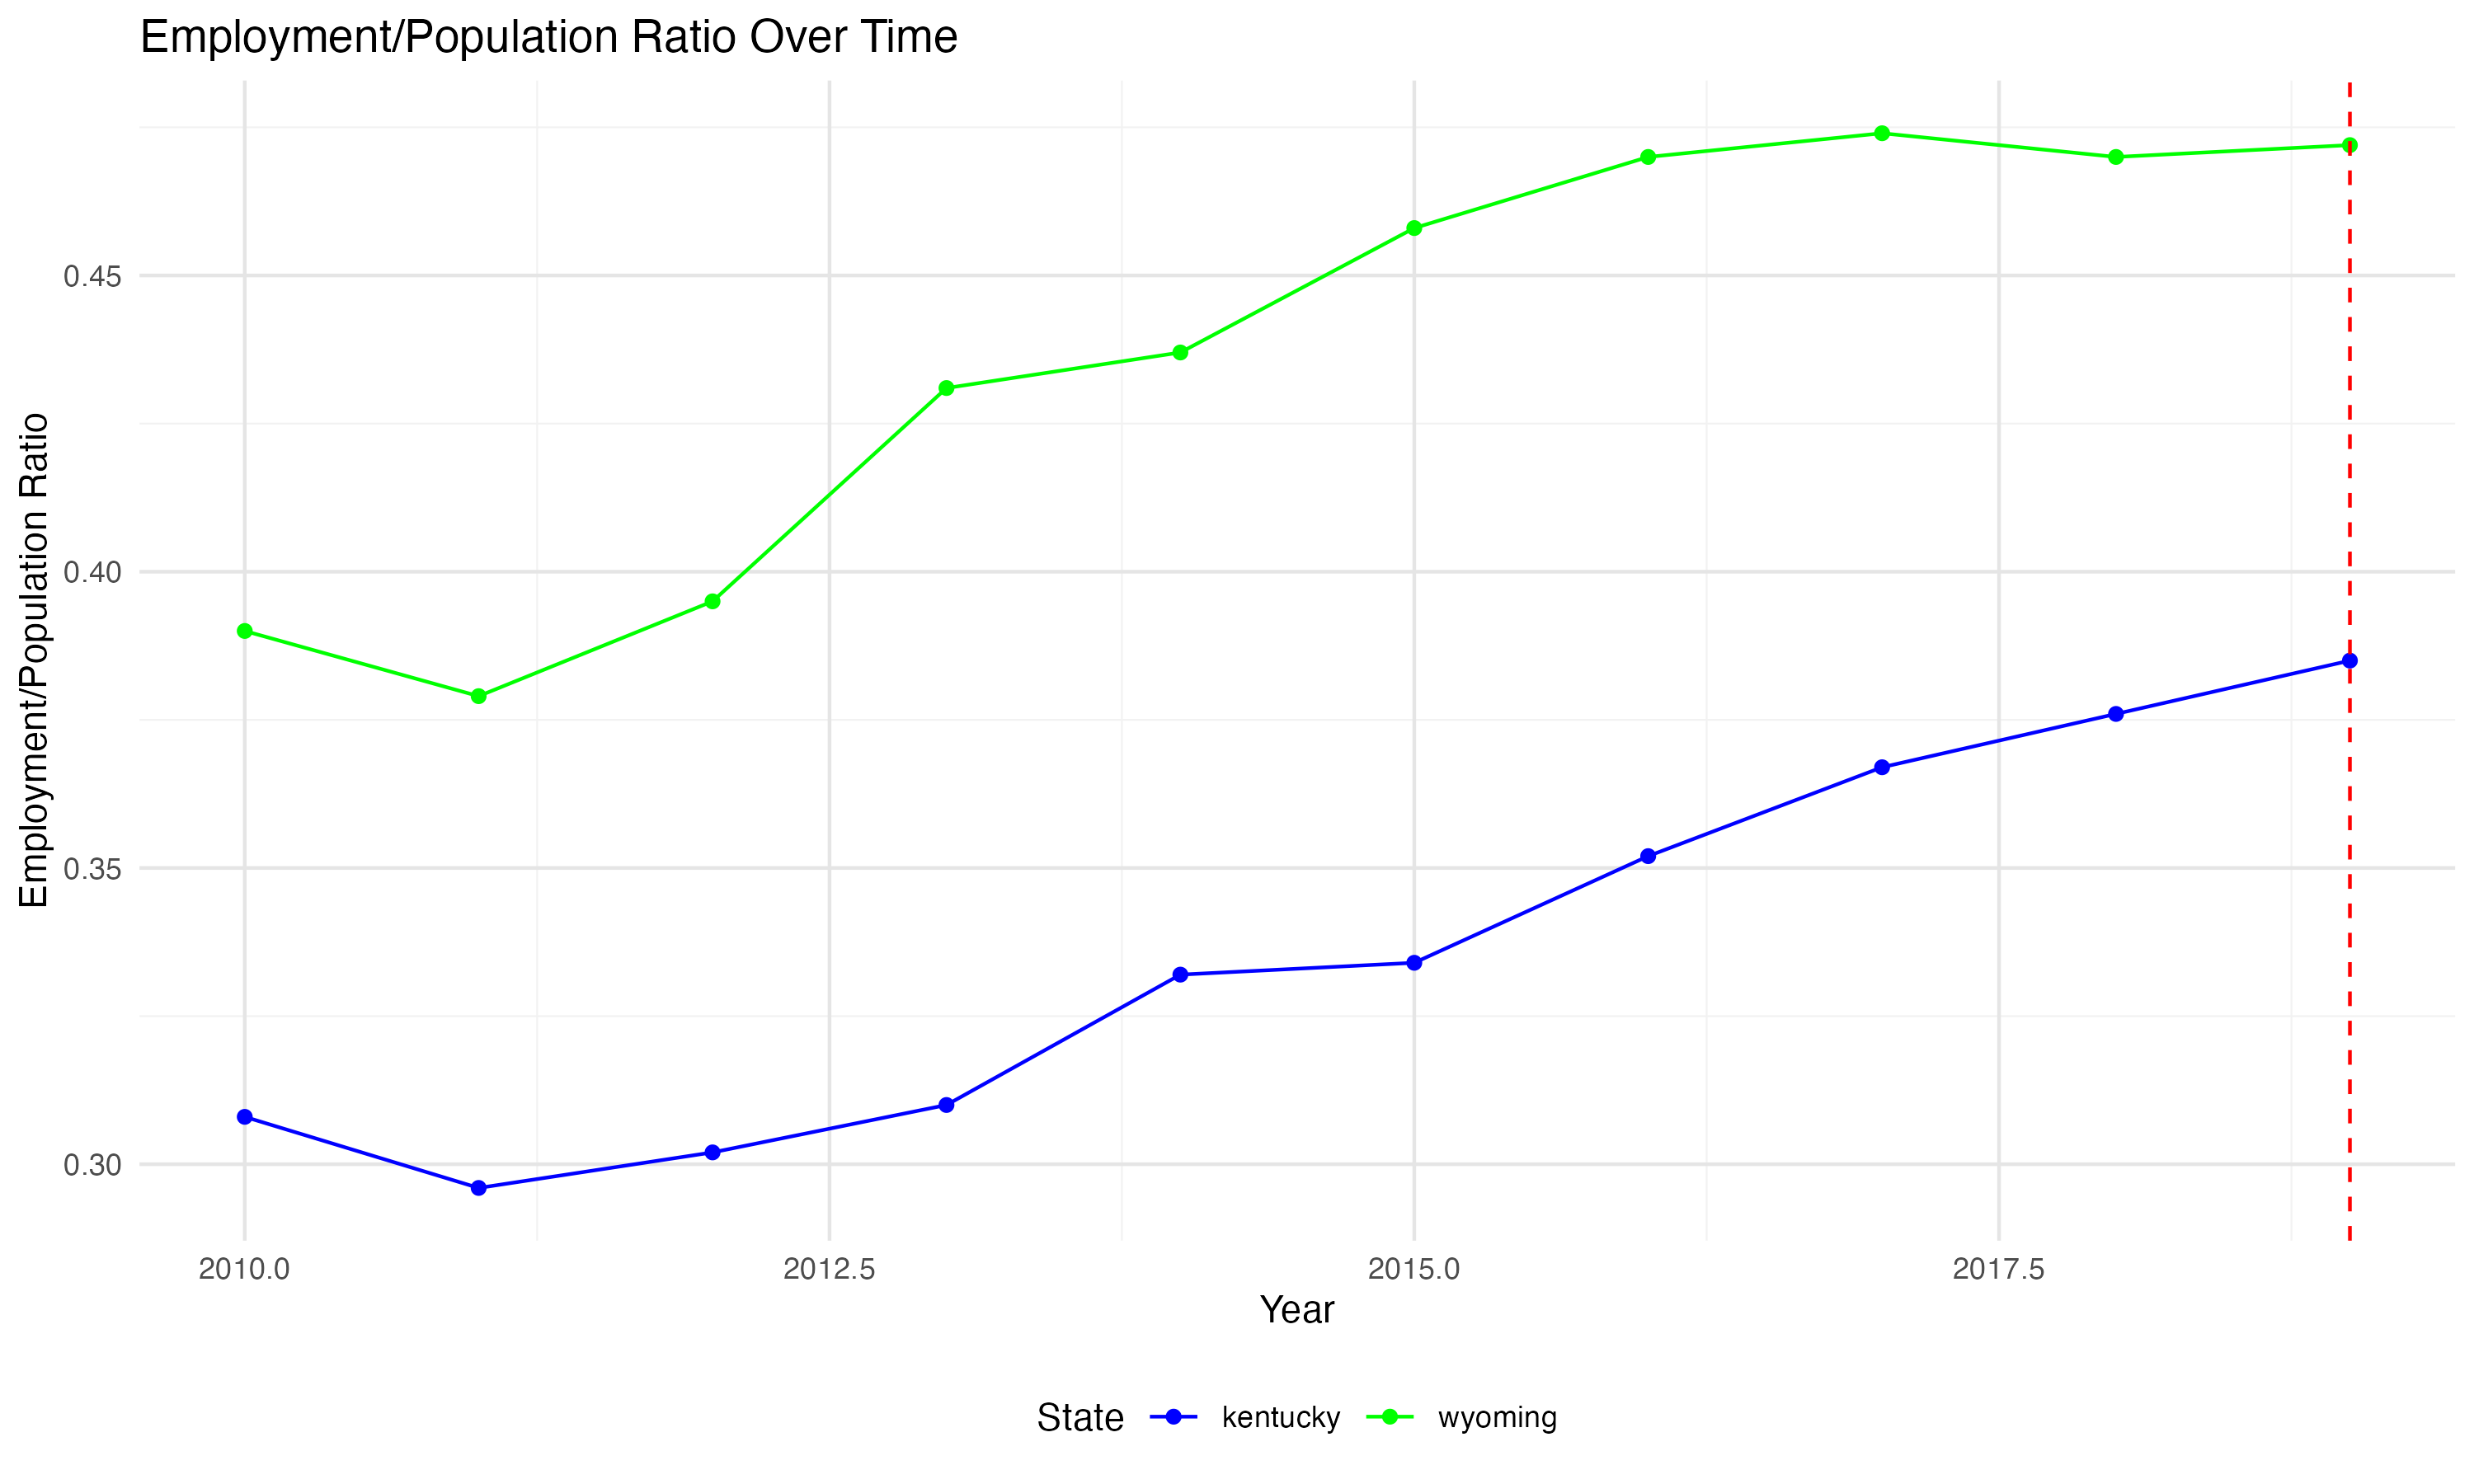 Employment/Population Ratio Over Time
Employment/Population Ratio
0.45
0.40
0.35
0.30
2010.0 2012.5 2015.0 2017.5
Year
State kentucky wyoming